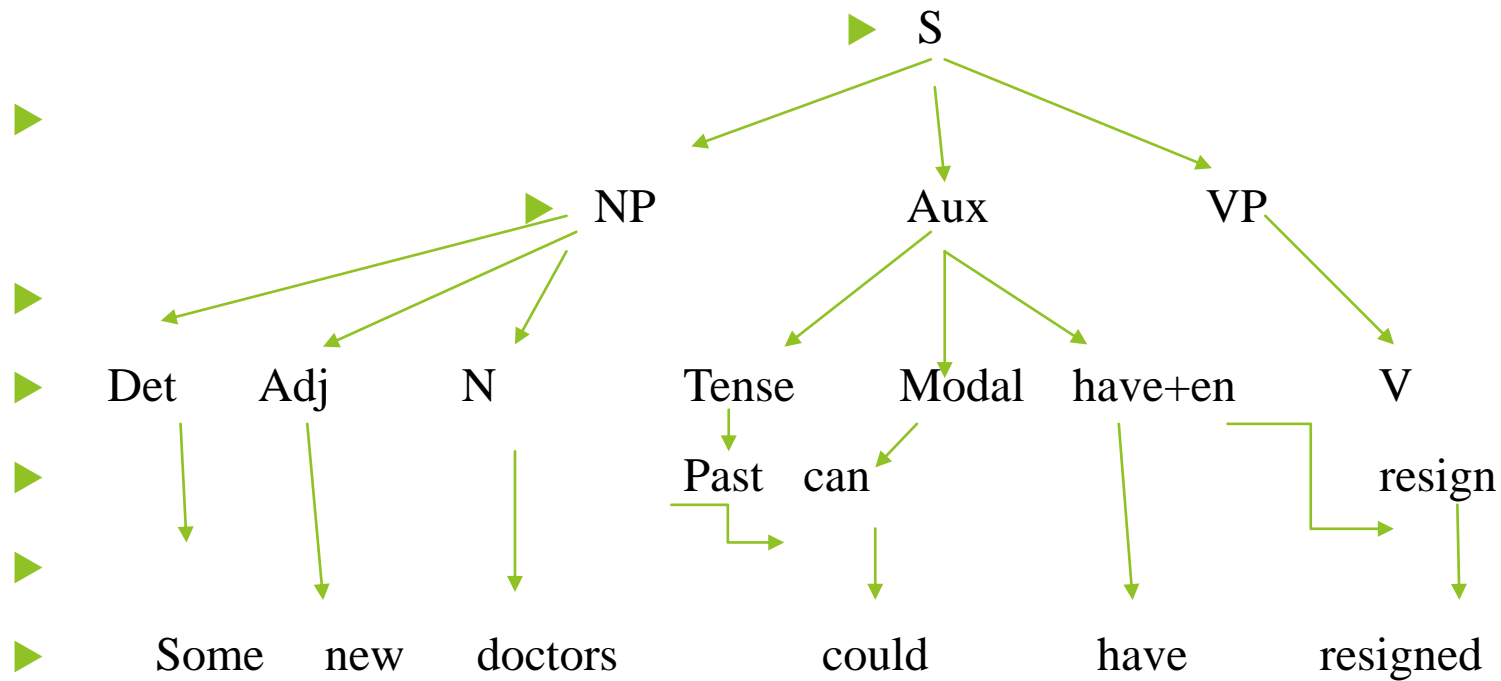 S
NP Aux VP
Det Adj N Tense Modal have+en V
Past can resign
Some new doctors could have resigned